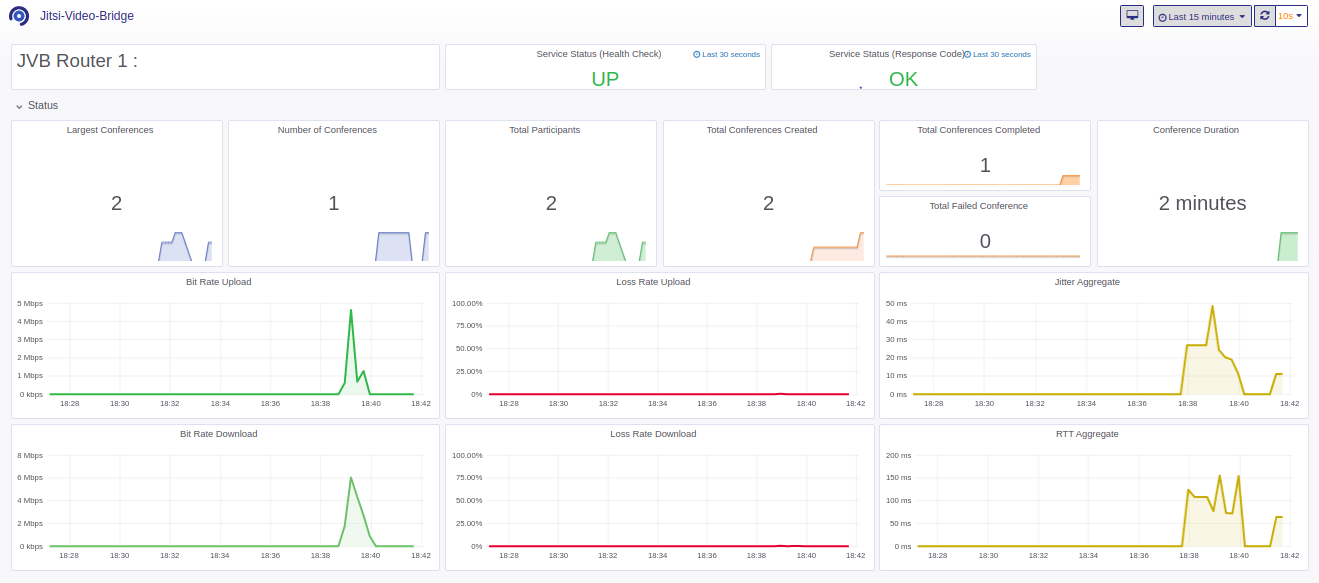 Jitsi-Video-Bridge
Last 15 minutes
10s
JVB Router 1 :
Service Status (Health Check)
Last 30 seconds
UP
Service Status (Response Code)
Last 30 seconds
OK
Status
Largest Conferences
2
Number of Conferences
1
Total Participants
2
Total Conferences Created
2
Total Conferences Completed
1
Total Failed Conference
0
Conference Duration
2 minutes
Bit Rate Upload
5 Mbps
4 Mbps
3 Mbps
2 Mbps
1 Mbps
0 kbps
18:28 18:30 18:32 18:34 18:36 18:38 18:40 18:42
Loss Rate Upload
100.00%
75.00%
50.00%
25.00%
0%
18:28 18:30 18:32 18:34 18:36 18:38 18:40 18:42
Jitter Aggregate
50 ms
40 ms
30 ms
20 ms
10 ms
0 ms
18:28 18:30 18:32 18:34 18:36 18:38 18:40 18:42
Bit Rate Download
8 Mbps
6 Mbps
4 Mbps
2 Mbps
0 kbps
18:28 18:30 18:32 18:34 18:36 18:38 18:40 18:42
Loss Rate Download
100.00%
75.00%
50.00%
25.00%
0%
18:28 18:30 18:32 18:34 18:36 18:38 18:40 18:42
RTT Aggregate
200 ms
150 ms
100 ms
50 ms
0 ms
18:28 18:30 18:32 18:34 18:36 18:38 18:40 18:42